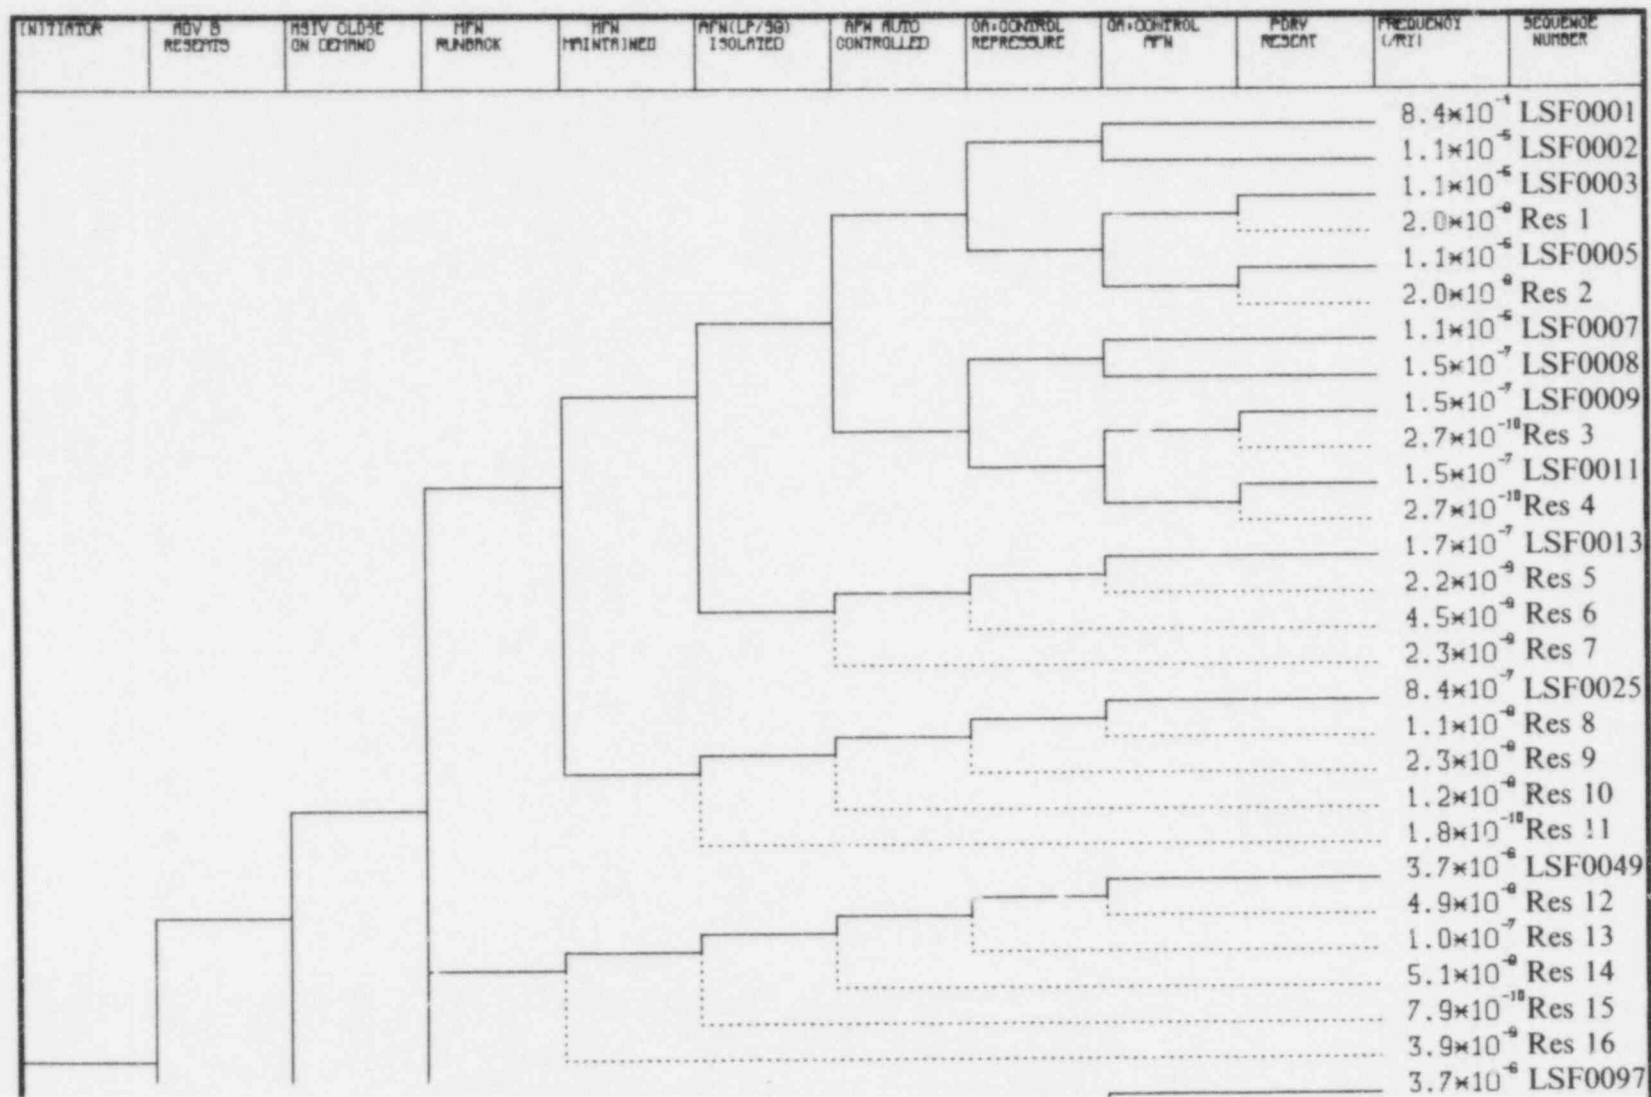 INITIATOR
ADV B
RESEATS
MSIV CLOSE
ON DEMAND
MFW
RUNBACK
MFW
MAINTAINED
AFW(LP/SG)
ISOLATED
AFW AUTO
CONTROLLED
OA:CONTROL
REPRESSURE
OA:CONTROL
AFW
PORV
RESEAT
FREQUENCY
(/RY)
SEQUENCE
NUMBER
8.4*10⁻⁴ LSF0001
1.1*10⁻⁵ LSF0002
1.1*10⁻⁵ LSF0003
2.0*10⁻⁸ Res 1
1.1*10⁻⁵ LSF0005
2.0*10⁻⁸ Res 2
1.1*10⁻⁵ LSF0007
1.5*10⁻⁷ LSF0008
1.5*10⁻⁷ LSF0009
2.7*10⁻¹⁰ Res 3
1.5*10⁻⁷ LSF0011
2.7*10⁻¹⁰ Res 4
1.7*10⁻⁷ LSF0013
2.2*10⁻⁹ Res 5
4.5*10⁻⁹ Res 6
2.3*10⁻⁹ Res 7
8.4*10⁻⁷ LSF0025
1.1*10⁻⁸ Res 8
2.3*10⁻⁸ Res 9
1.2*10⁻⁸ Res 10
1.8*10⁻¹⁰ Res 11
3.7*10⁻⁶ LSF0049
4.9*10⁻⁸ Res 12
1.0*10⁻⁷ Res 13
5.1*10⁻⁸ Res 14
7.9*10⁻¹⁰ Res 15
3.9*10⁻⁹ Res 16
3.7*10⁻⁶ LSF0097